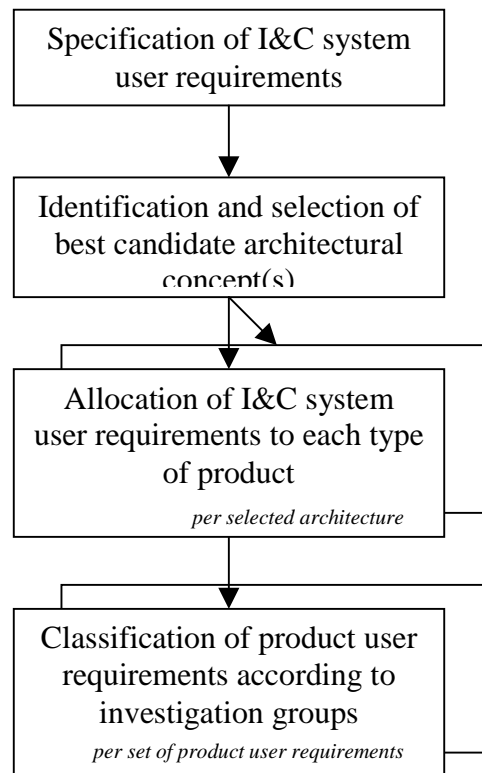 Specification of I&C system
user requirements
Identification and selection of
best candidate architectural
concept(s)
Allocation of I&C system
user requirements to each type
of product
per selected architecture
Classification of product user
requirements according to
investigation groups
per set of product user requirements